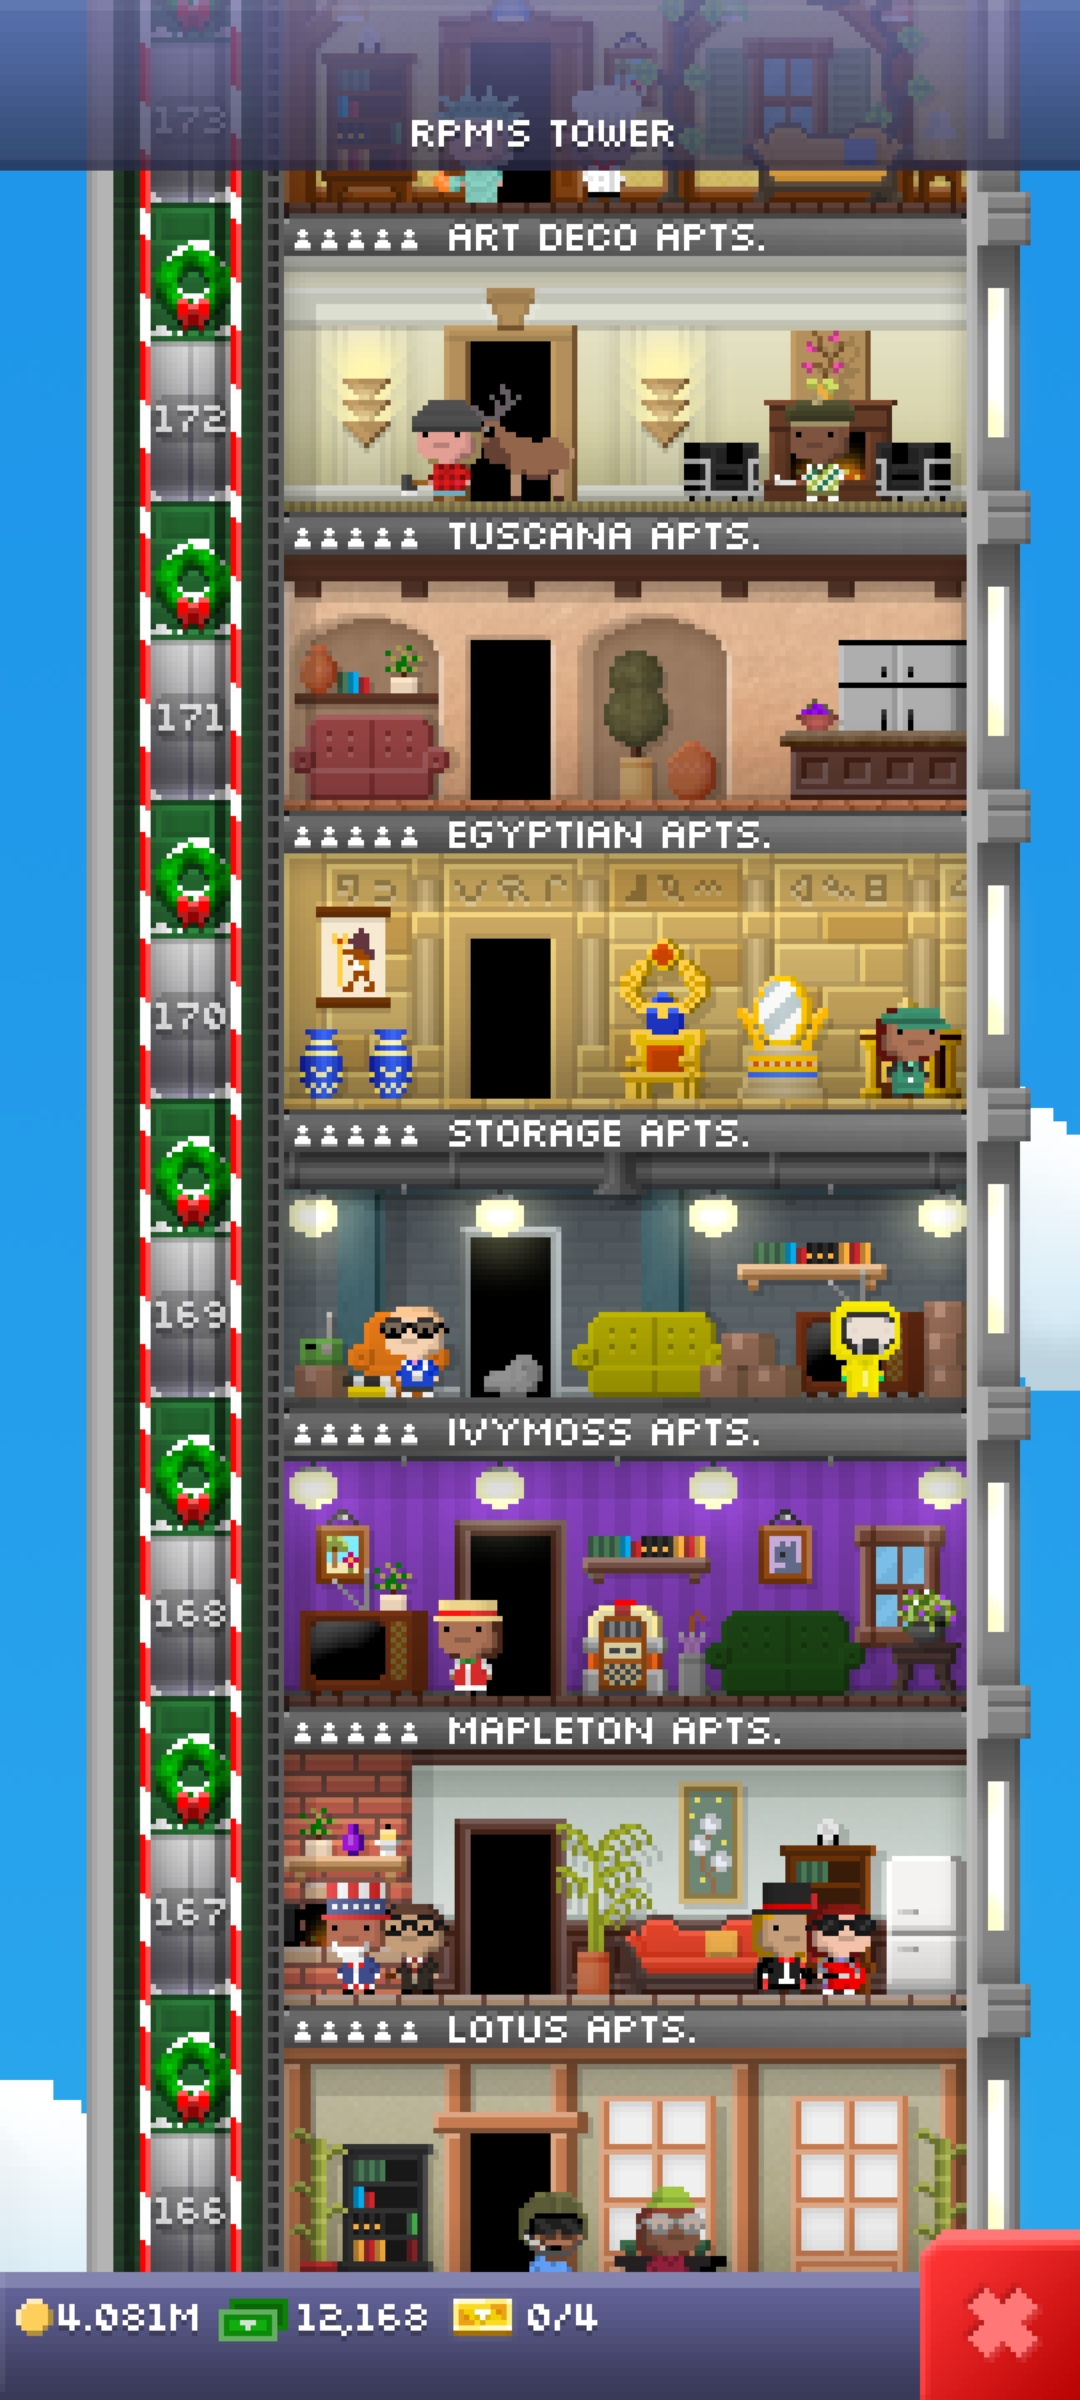 173
RPM'S TOWER
ART DECO APTS.
172
TUSCANA APTS.
171
EGYPTIAN APTS.
170
STORAGE APTS.
169
IVYMOSS APTS.
168
MAPLETON APTS.
167
LOTUS APTS.
166
4.081M 12,168 0/4